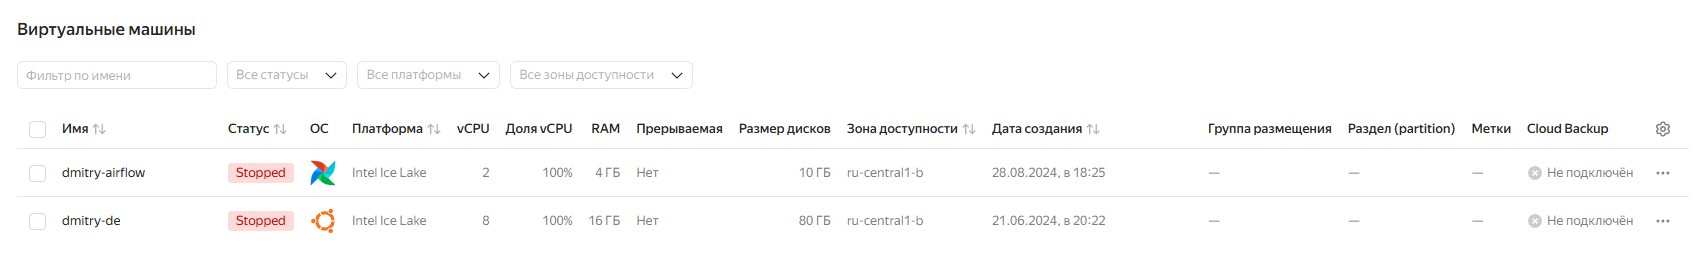 Виртуальные машины
Фильтр по имени Все статусы Все платформы Все зоны доступности
Имя Статус ОС Платформа vCPU Доля vCPU RAM Прерываемая Размер дисков Зона доступности Дата создания Группа размещения Раздел (partition) Метки Cloud Backup
dmitry-airflow Stopped Intel Ice Lake 2 100% 4 ГБ Нет 10 ГБ ru-central1-b 28.08.2024, в 18:25 — — — Не подключён
dmitry-de Stopped Intel Ice Lake 8 100% 16 ГБ Нет 80 ГБ ru-central1-b 21.06.2024, в 20:22 — — — Не подключён